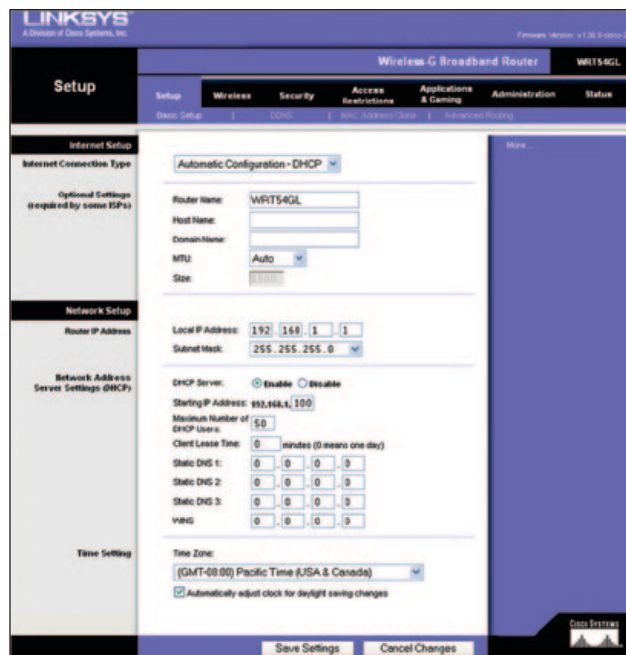 LINKSYS
A Division of Cisco Systems, Inc.
Firmware Version:
Wireless-G Broadband Router WRT54GL
Setup
Setup Wireless Security Access Restrictions Applications & Gaming Administration Status
Basic Setup | DDNS | MAC Address Clone | Advanced Routing
Internet Setup
More...
Internet Connection Type
Automatic Configuration - DHCP
Optional Settings
(required by some ISPs)
Router Name: WRT54GL
Host Name:
Domain Name:
MTU: Auto
Size: 1500
Network Setup
Router IP Address
Local IP Address: 192 . 168 . 1 . 1
Subnet Mask: 255.255.255.0
Network Address
Server Settings (DHCP)
DHCP Server: Enable Disable
Starting IP Address: 192.168.1. 100
Maximum Number of
DHCP Users: 50
Client Lease Time: 0 minutes (0 means one day)
Static DNS 1: 0 . 0 . 0 . 0
Static DNS 2: 0 . 0 . 0 . 0
Static DNS 3: 0 . 0 . 0 . 0
WINS 0 . 0 . 0 . 0
Time Setting
Time Zone:
(GMT-08:00) Pacific Time (USA & Canada)
Automatically adjust clock for daylight saving changes
Save Settings Cancel Changes
CISCO SYSTEMS